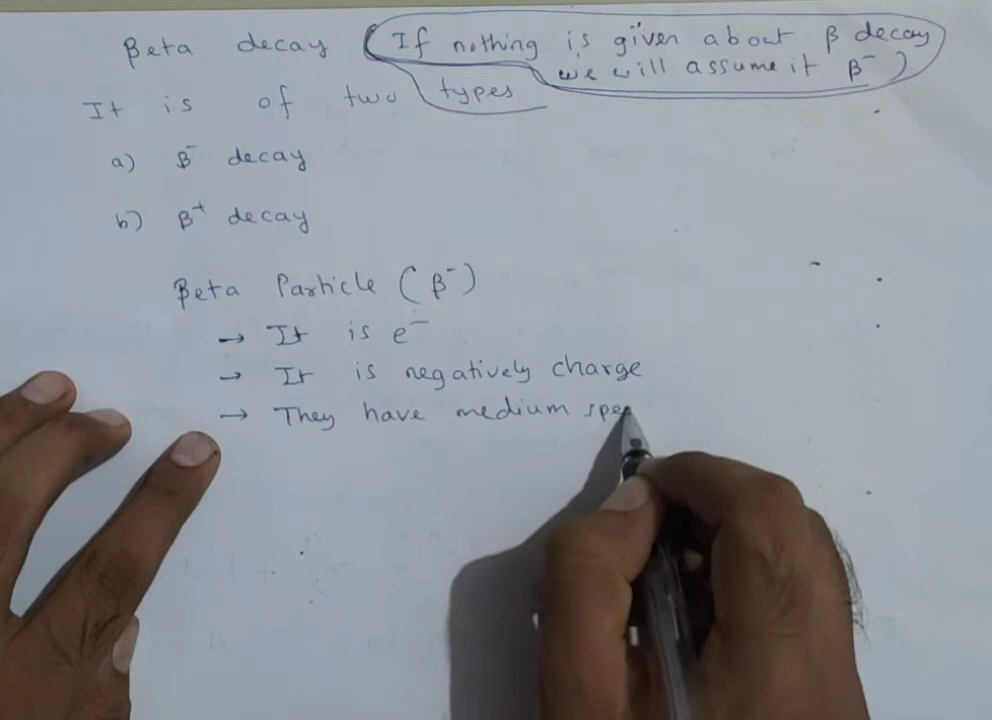 Beta decay (If nothing is given about β decay
we will assume it β⁻)
It is of two types
a) β⁻ decay
b) β⁺ decay
Beta Particle (β⁻)
→ It is e⁻
→ It is negatively charge
→ They have medium spe